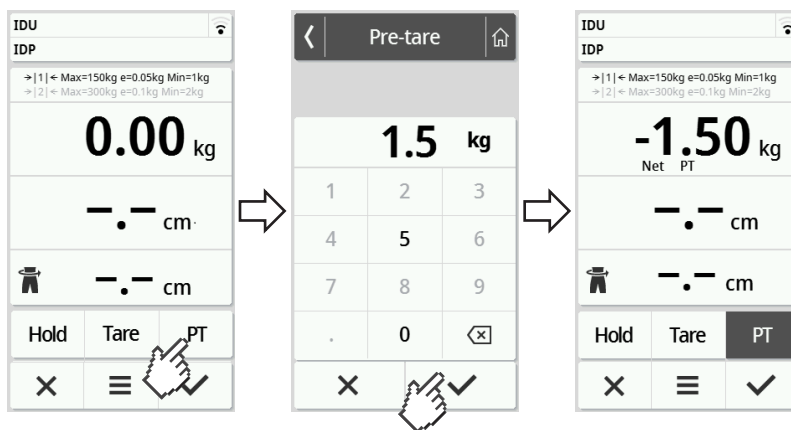 IDU
IDP
→|1|← Max=150kg e=0.05kg Min=1kg
→|2|← Max=300kg e=0.1kg Min=2kg
0.00 kg
–.– cm
–.– cm
Hold Tare PT
Pre-tare
1.5 kg
1 2 3
4 5 6
7 8 9
. 0
IDU
IDP
→|1|← Max=150kg e=0.05kg Min=1kg
→|2|← Max=300kg e=0.1kg Min=2kg
-1.50 kg
Net PT
–.– cm
–.– cm
Hold Tare PT